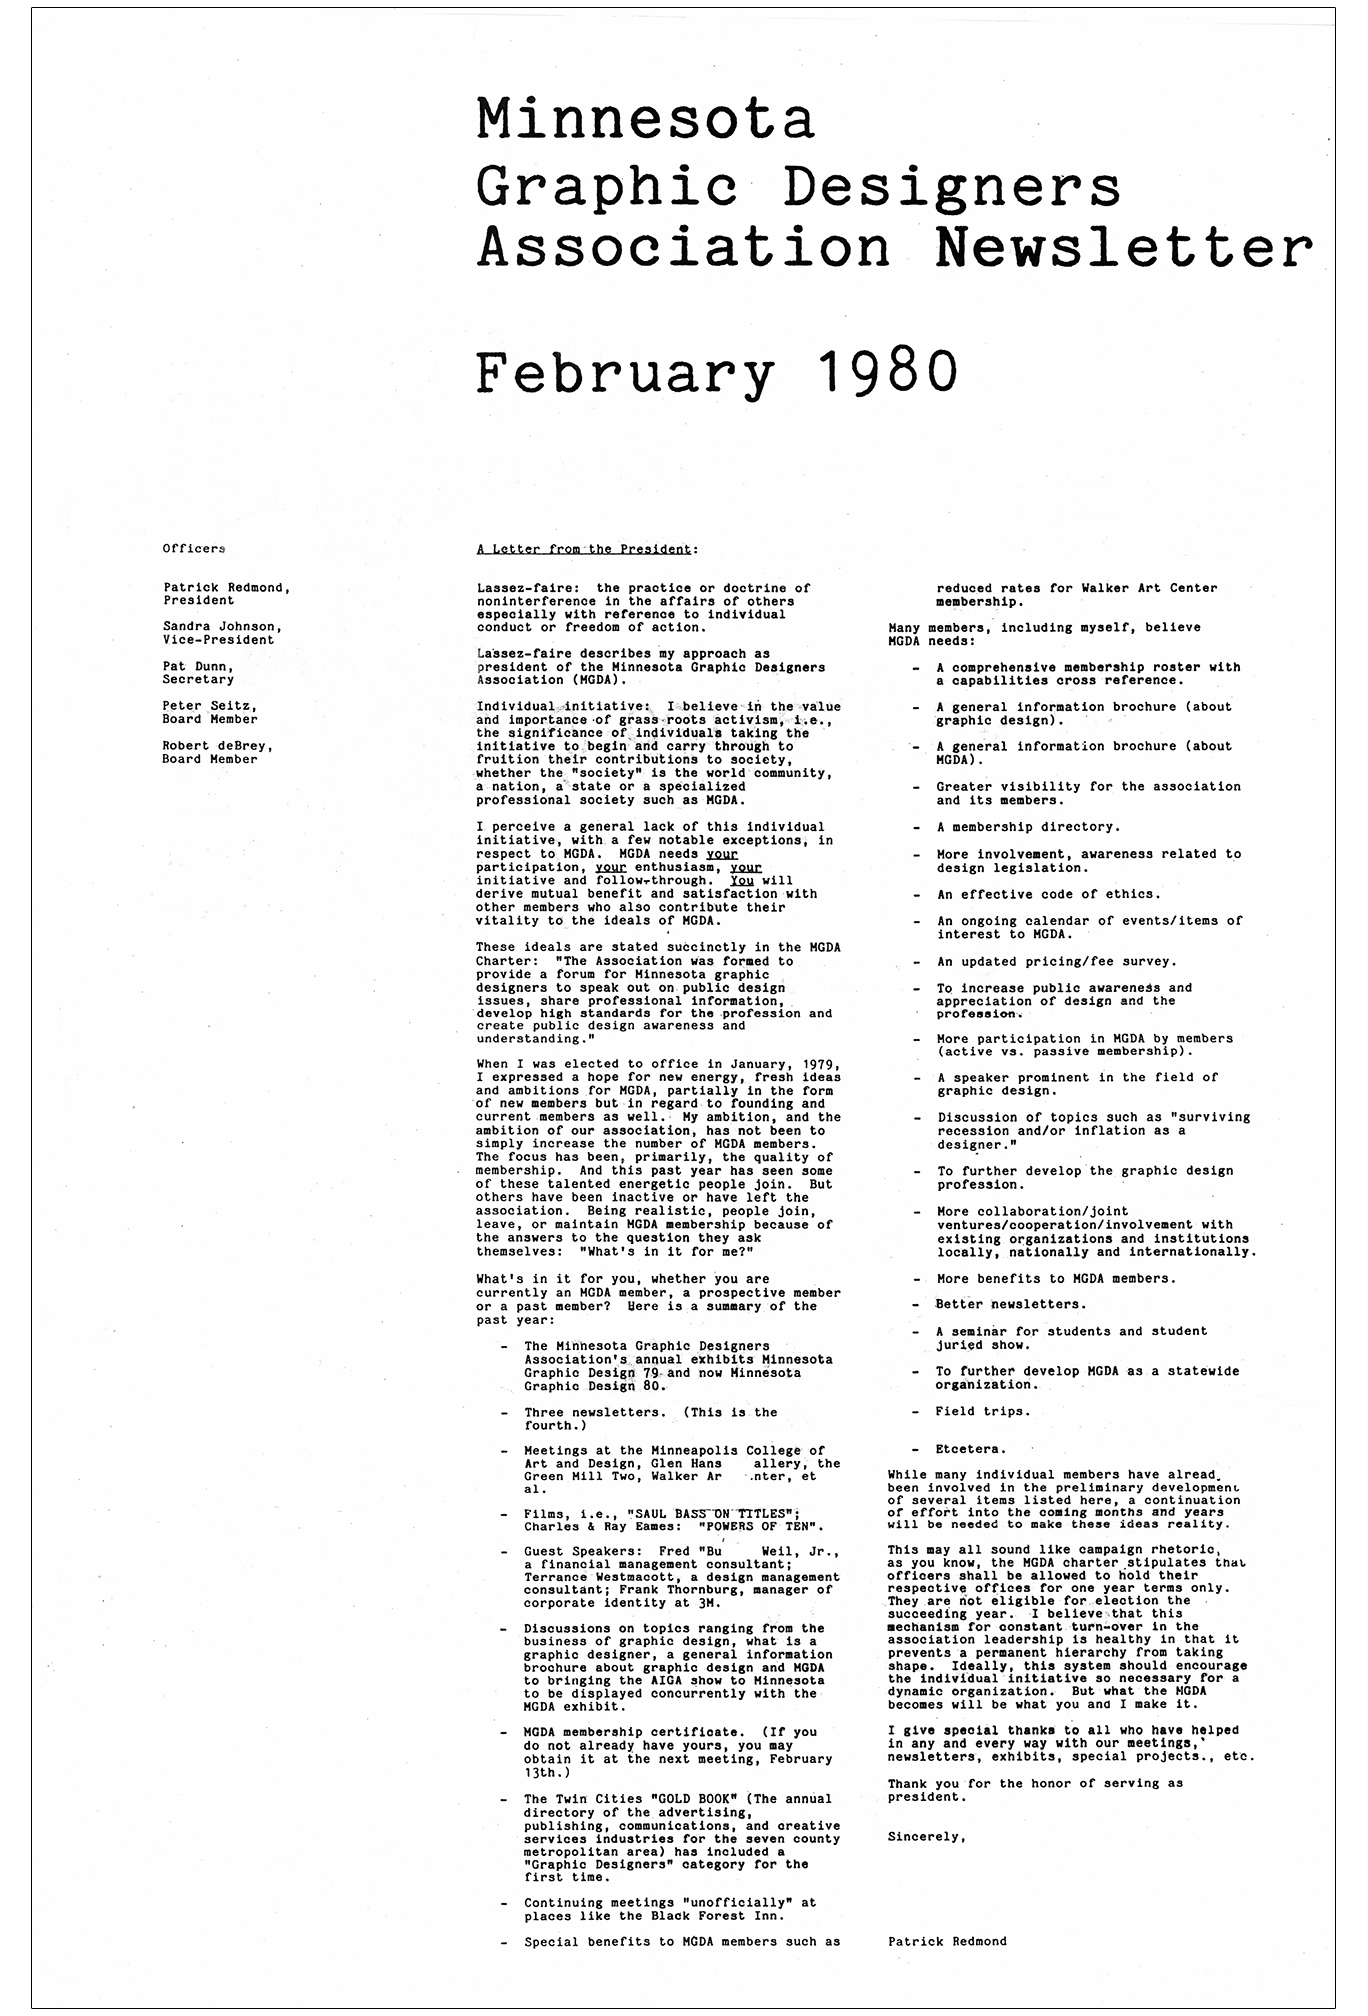 Minnesota
Graphic Designers
Association Newsletter
February 1980
Officers
Patrick Redmond,
President
Sandra Johnson,
Vice-President
Pat Dunn,
Secretary
Peter Seitz,
Board Member
Robert deBrey,
Board Member
A Letter from the President:
Lassez-faire: the practice or doctrine of
noninterference in the affairs of others
especially with reference to individual
conduct or freedom of action.
Lassez-faire describes my approach as
president of the Minnesota Graphic Designers
Association (MGDA).
Individual initiative: I believe in the value
and importance of grass roots activism, i.e.,
the significance of individuals taking the
initiative to begin and carry through to
fruition their contributions to society,
whether the "society" is the world community,
a nation, a state or a specialized
professional society such as MGDA.
I perceive a general lack of this individual
initiative, with a few notable exceptions, in
respect to MGDA. MGDA needs your
participation, your enthusiasm, your
initiative and follow-through. You will
derive mutual benefit and satisfaction with
other members who also contribute their
vitality to the ideals of MGDA.
These ideals are stated succinctly in the MGDA
Charter: "The Association was formed to
provide a forum for Minnesota graphic
designers to speak out on public design
issues, share professional information,
develop high standards for the profession and
create public design awareness and
understanding."
When I was elected to office in January, 1979,
I expressed a hope for new energy, fresh ideas
and ambitions for MGDA, partially in the form
of new members but in regard to founding and
current members as well. My ambition, and the
ambition of our association, has not been to
simply increase the number of MGDA members.
The focus has been, primarily, the quality of
membership. And this past year has seen some
of these talented energetic people join. But
others have been inactive or have left the
association. Being realistic, people join,
leave, or maintain MGDA membership because of
the answers to the question they ask
themselves: "What's in it for me?"
What's in it for you, whether you are
currently an MGDA member, a prospective member
or a past member? Here is a summary of the
past year:
- The Minnesota Graphic Designers
Association's annual exhibits Minnesota
Graphic Design 79 and now Minnesota
Graphic Design 80.
- Three newsletters. (This is the
fourth.)
- Meetings at the Minneapolis College of
Art and Design, Glen Hans allery, the
Green Mill Two, Walker Ar nter, et
al.
- Films, i.e., "SAUL BASS ON TITLES";
Charles & Ray Eames: "POWERS OF TEN".
- Guest Speakers: Fred "Bu Weil, Jr.,
a financial management consultant;
Terrance Westmacott, a design management
consultant; Frank Thornburg, manager of
corporate identity at 3M.
- Discussions on topics ranging from the
business of graphic design, what is a
graphic designer, a general information
brochure about graphic design and MGDA
to bringing the AIGA show to Minnesota
to be displayed concurrently with the
MGDA exhibit.
- MGDA membership certificate. (If you
do not already have yours, you may
obtain it at the next meeting, February
13th.)
- The Twin Cities "GOLD BOOK" (The annual
directory of the advertising,
publishing, communications, and creative
services industries for the seven county
metropolitan area) has included a
"Graphic Designers" category for the
first time.
- Continuing meetings "unofficially" at
places like the Black Forest Inn.
- Special benefits to MGDA members such as
reduced rates for Walker Art Center
membership.
Many members, including myself, believe
MGDA needs:
- A comprehensive membership roster with
a capabilities cross reference.
- A general information brochure (about
graphic design).
- A general information brochure (about
MGDA).
- Greater visibility for the association
and its members.
- A membership directory.
- More involvement, awareness related to
design legislation.
- An effective code of ethics.
- An ongoing calendar of events/items of
interest to MGDA.
- An updated pricing/fee survey.
- To increase public awareness and
appreciation of design and the
profession.
- More participation in MGDA by members
(active vs. passive membership).
- A speaker prominent in the field of
graphic design.
- Discussion of topics such as "surviving
recession and/or inflation as a
designer."
- To further develop the graphic design
profession.
- More collaboration/joint
ventures/cooperation/involvement with
existing organizations and institutions
locally, nationally and internationally.
- More benefits to MGDA members.
- Better newsletters.
- A seminar for students and student
juried show.
- To further develop MGDA as a statewide
organization.
- Field trips.
- Etcetera.
While many individual members have alread
been involved in the preliminary development
of several items listed here, a continuation
of effort into the coming months and years
will be needed to make these ideas reality.
This may all sound like campaign rhetoric,
as you know, the MGDA charter stipulates that
officers shall be allowed to hold their
respective offices for one year terms only.
They are not eligible for election the
succeeding year. I believe that this
mechanism for constant turn-over in the
association leadership is healthy in that it
prevents a permanent hierarchy from taking
shape. Ideally, this system should encourage
the individual initiative so necessary for a
dynamic organization. But what the MGDA
becomes will be what you and I make it.
I give special thanks to all who have helped
in any and every way with our meetings,
newsletters, exhibits, special projects., etc.
Thank you for the honor of serving as
president.
Sincerely,
Patrick Redmond